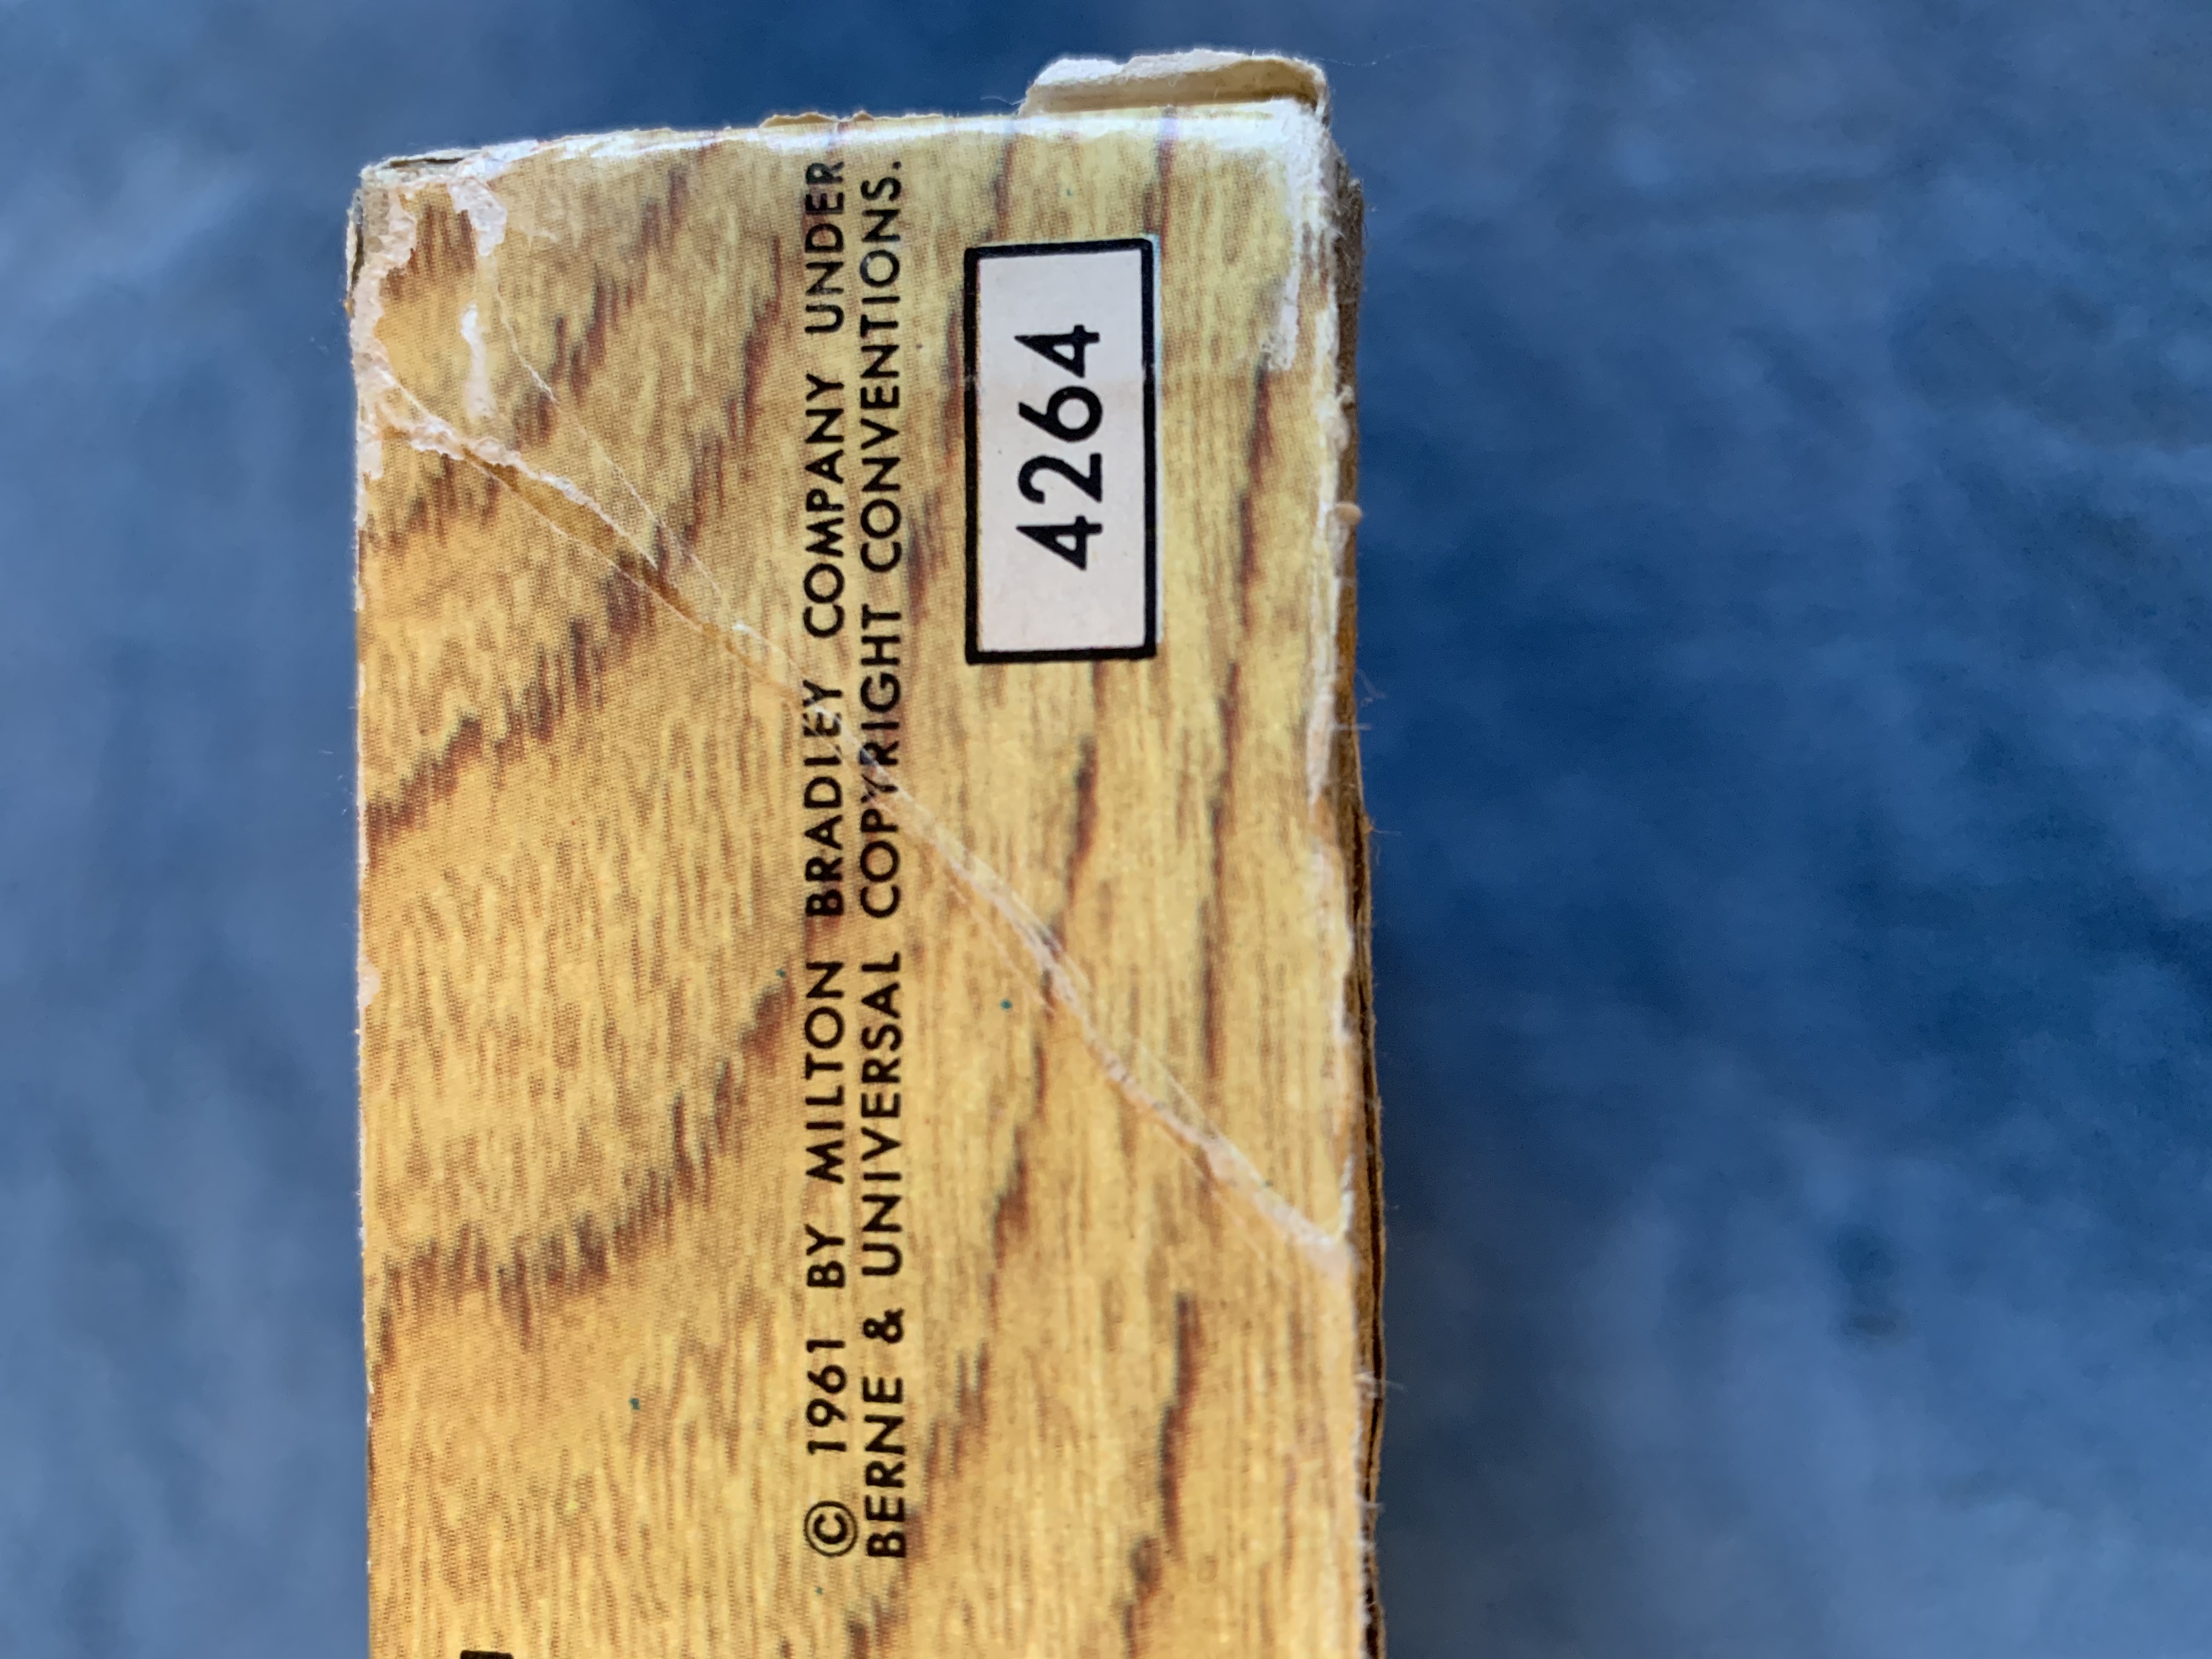 © 1961 BY MILTON BRADLEY COMPANY UNDER
BERNE & UNIVERSAL COPYRIGHT CONVENTIONS.
4264